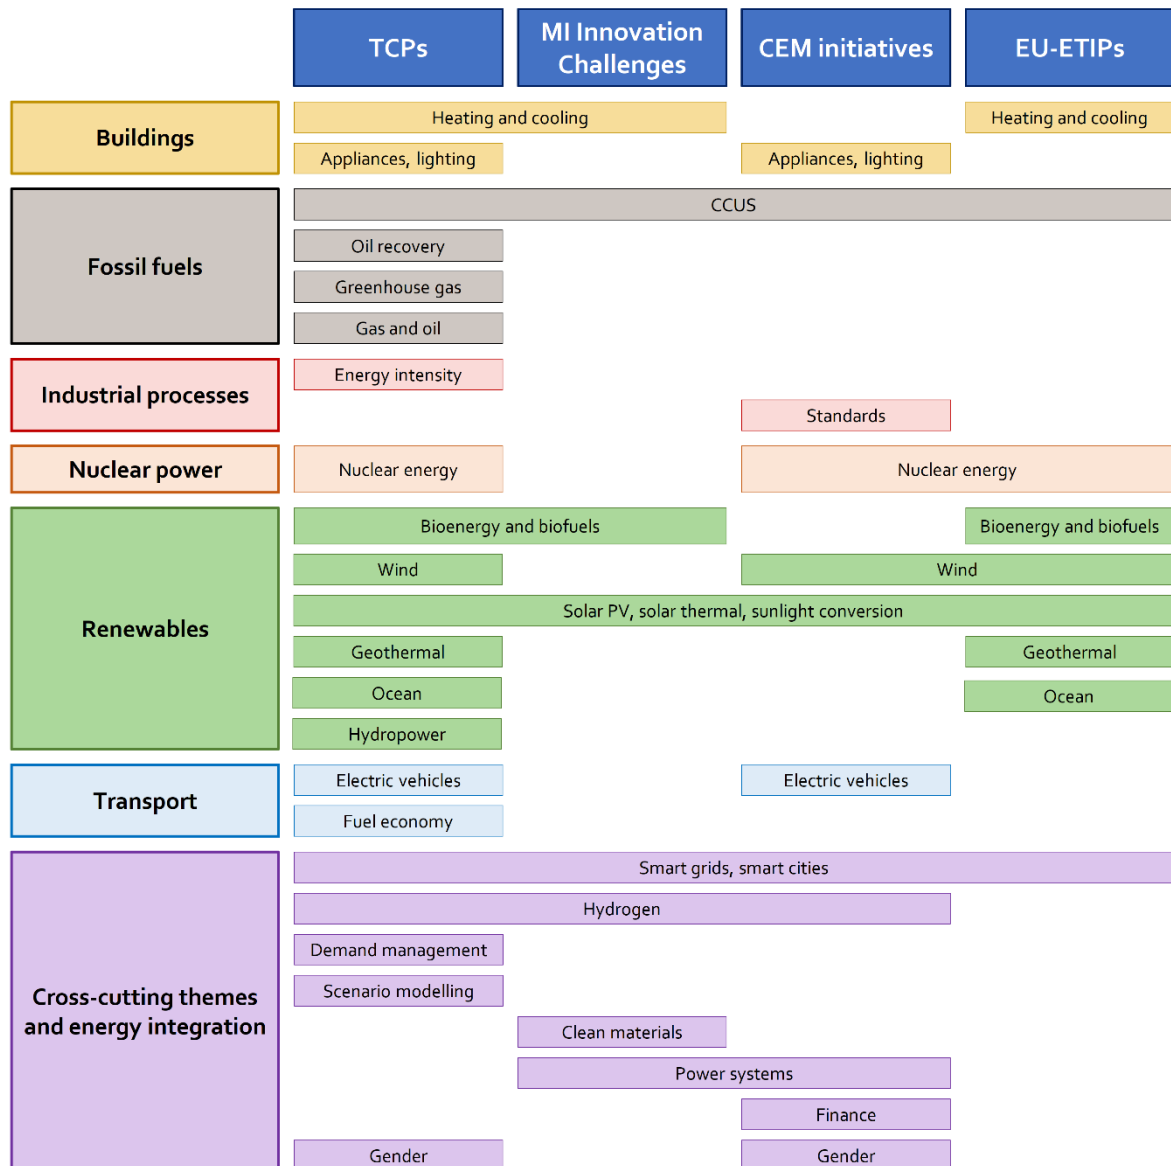 TCPs
MI Innovation
Challenges
CEM initiatives
EU-ETIPs
Buildings
Heating and cooling
Heating and cooling
Appliances, lighting
Appliances, lighting
Fossil fuels
CCUS
Oil recovery
Greenhouse gas
Gas and oil
Industrial processes
Energy intensity
Standards
Nuclear power
Nuclear energy
Nuclear energy
Renewables
Bioenergy and biofuels
Bioenergy and biofuels
Wind
Wind
Solar PV, solar thermal, sunlight conversion
Geothermal
Geothermal
Ocean
Ocean
Hydropower
Transport
Electric vehicles
Electric vehicles
Fuel economy
Cross-cutting themes
and energy integration
Smart grids, smart cities
Hydrogen
Demand management
Scenario modelling
Clean materials
Power systems
Finance
Gender
Gender